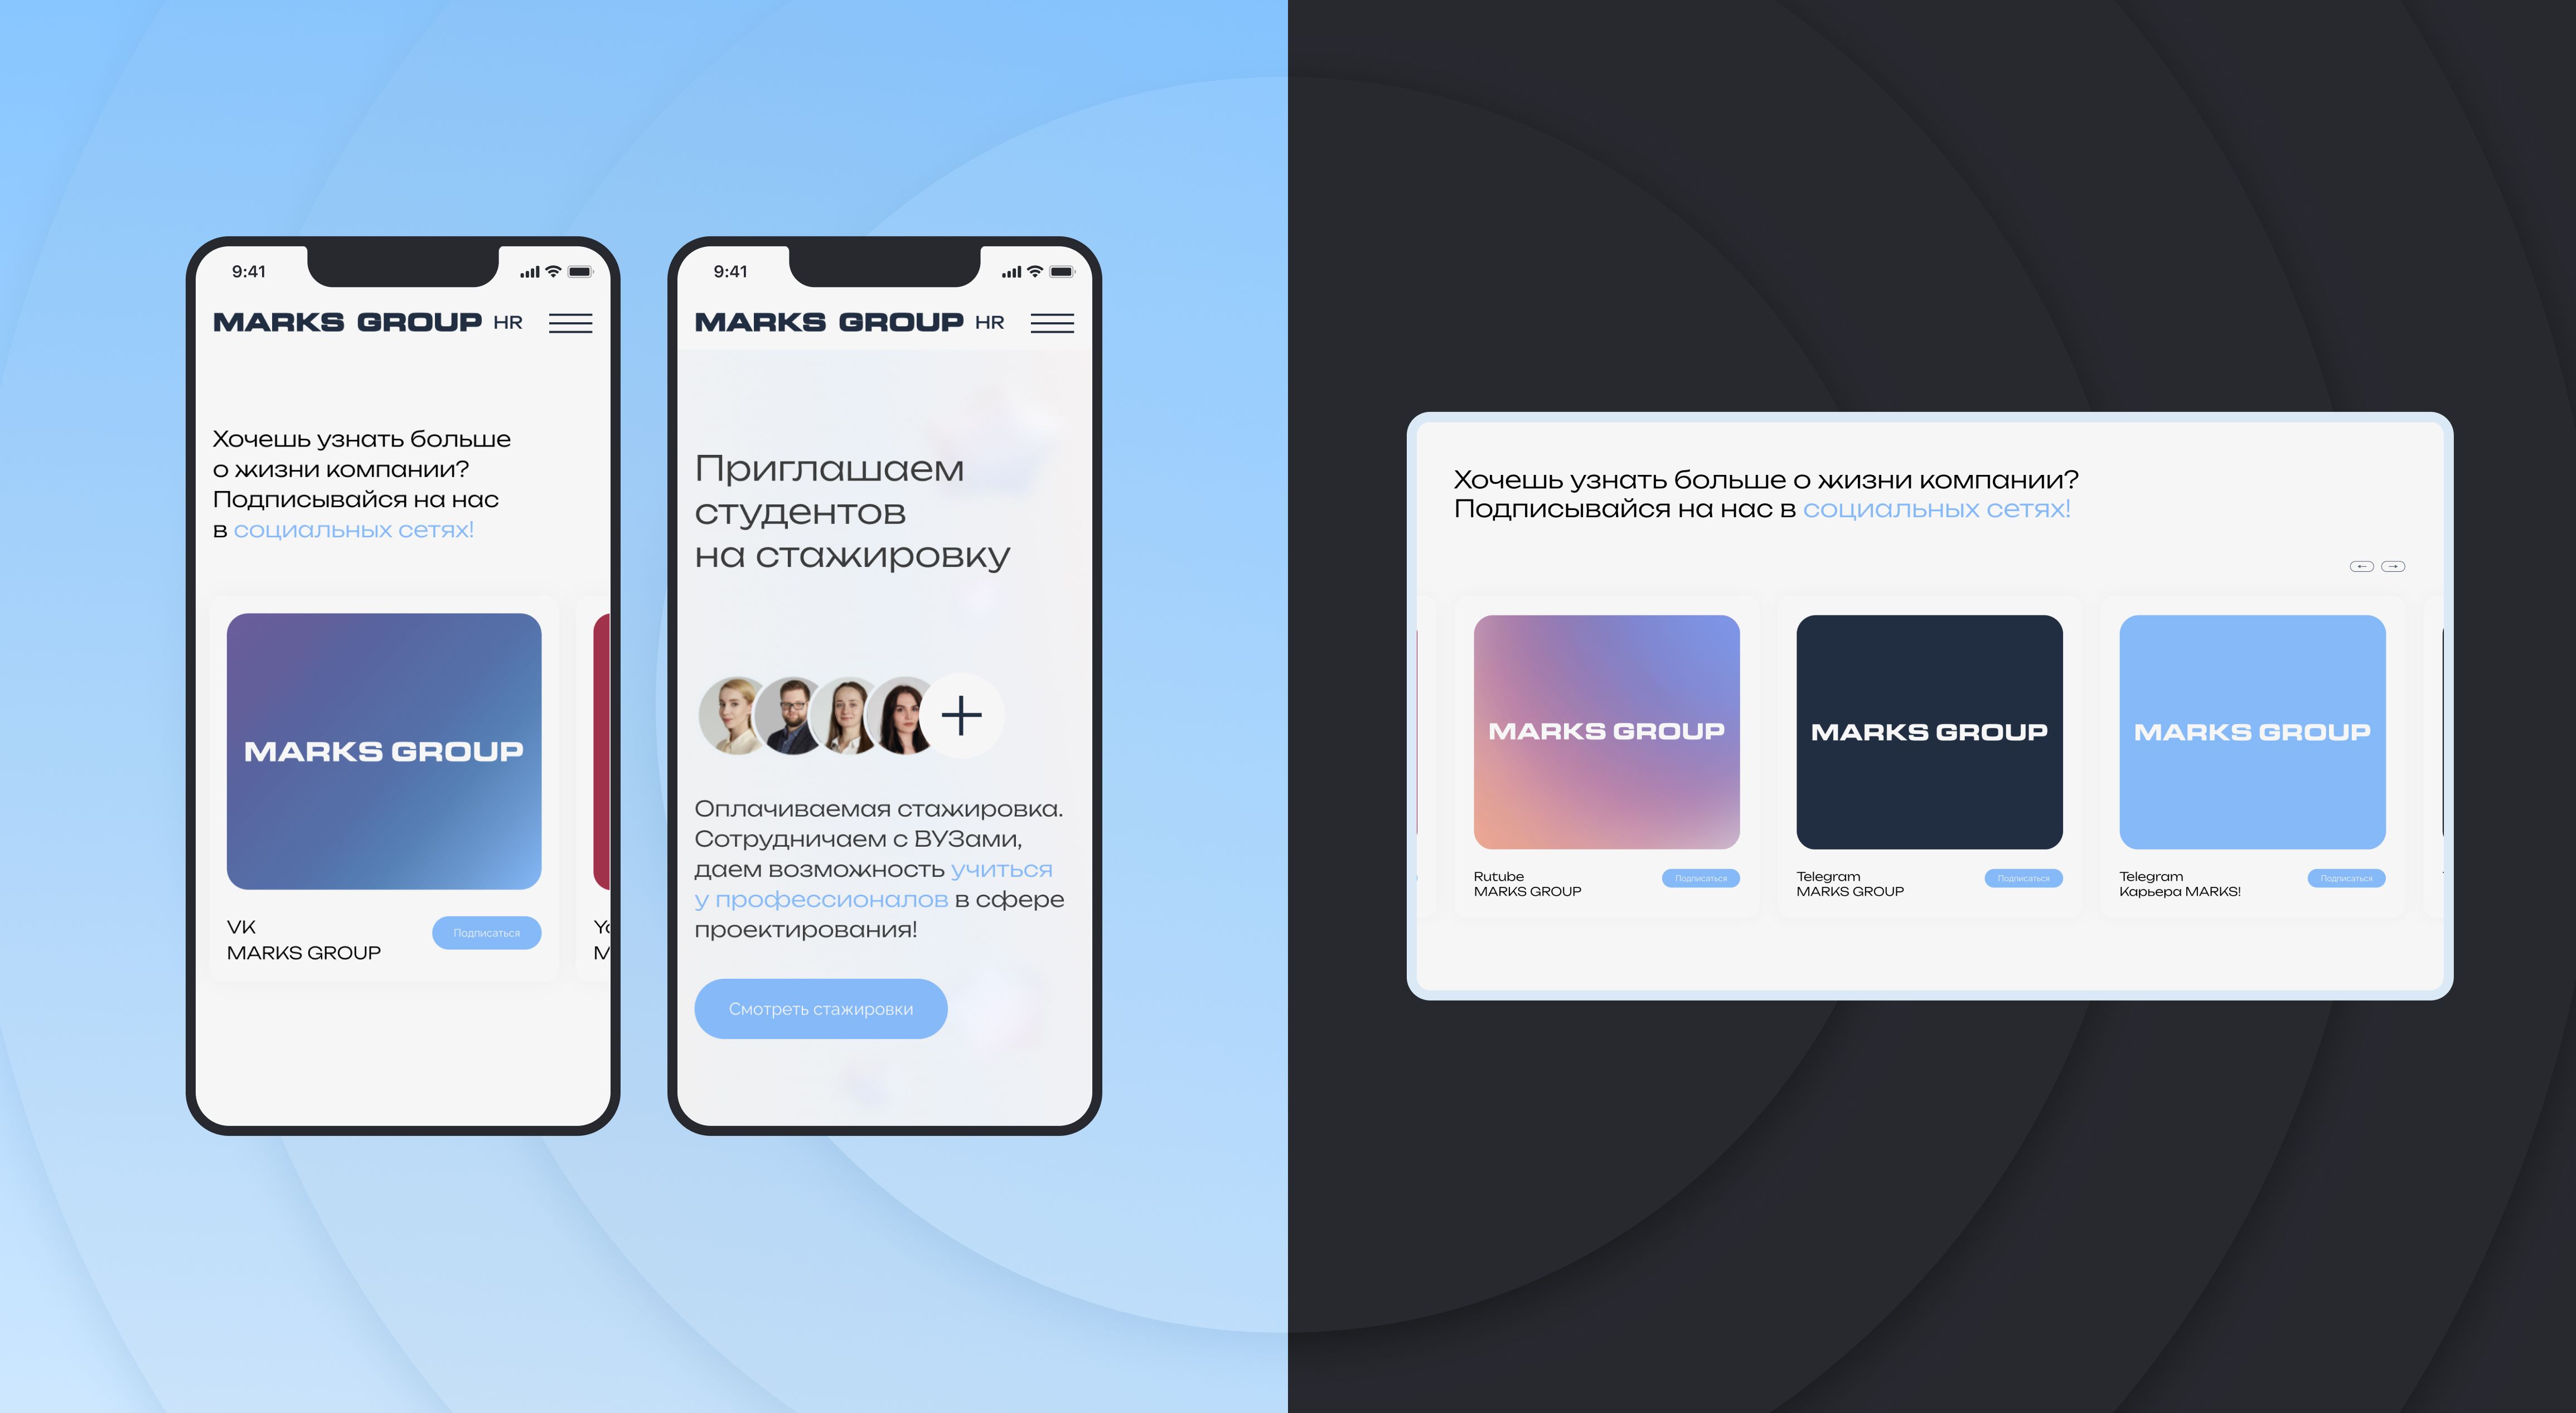 9:41
MARKS GROUP HR
Хочешь узнать больше
о жизни компании?
Подписывайся на нас
в социальных сетях!
MARKS GROUP
VK
MARKS GROUP
Подписаться
9:41
MARKS GROUP HR
Приглашаем
студентов
на стажировку
Оплачиваемая стажировка.
Сотрудничаем с ВУЗами,
даем возможность учиться
у профессионалов в сфере
проектирования!
Смотреть стажировки
Хочешь узнать больше о жизни компании?
Подписывайся на нас в социальных сетях!
MARKS GROUP
Rutube
MARKS GROUP
Подписаться
MARKS GROUP
Telegram
MARKS GROUP
Подписаться
MARKS GROUP
Telegram
Карьера MARKS!
Подписаться